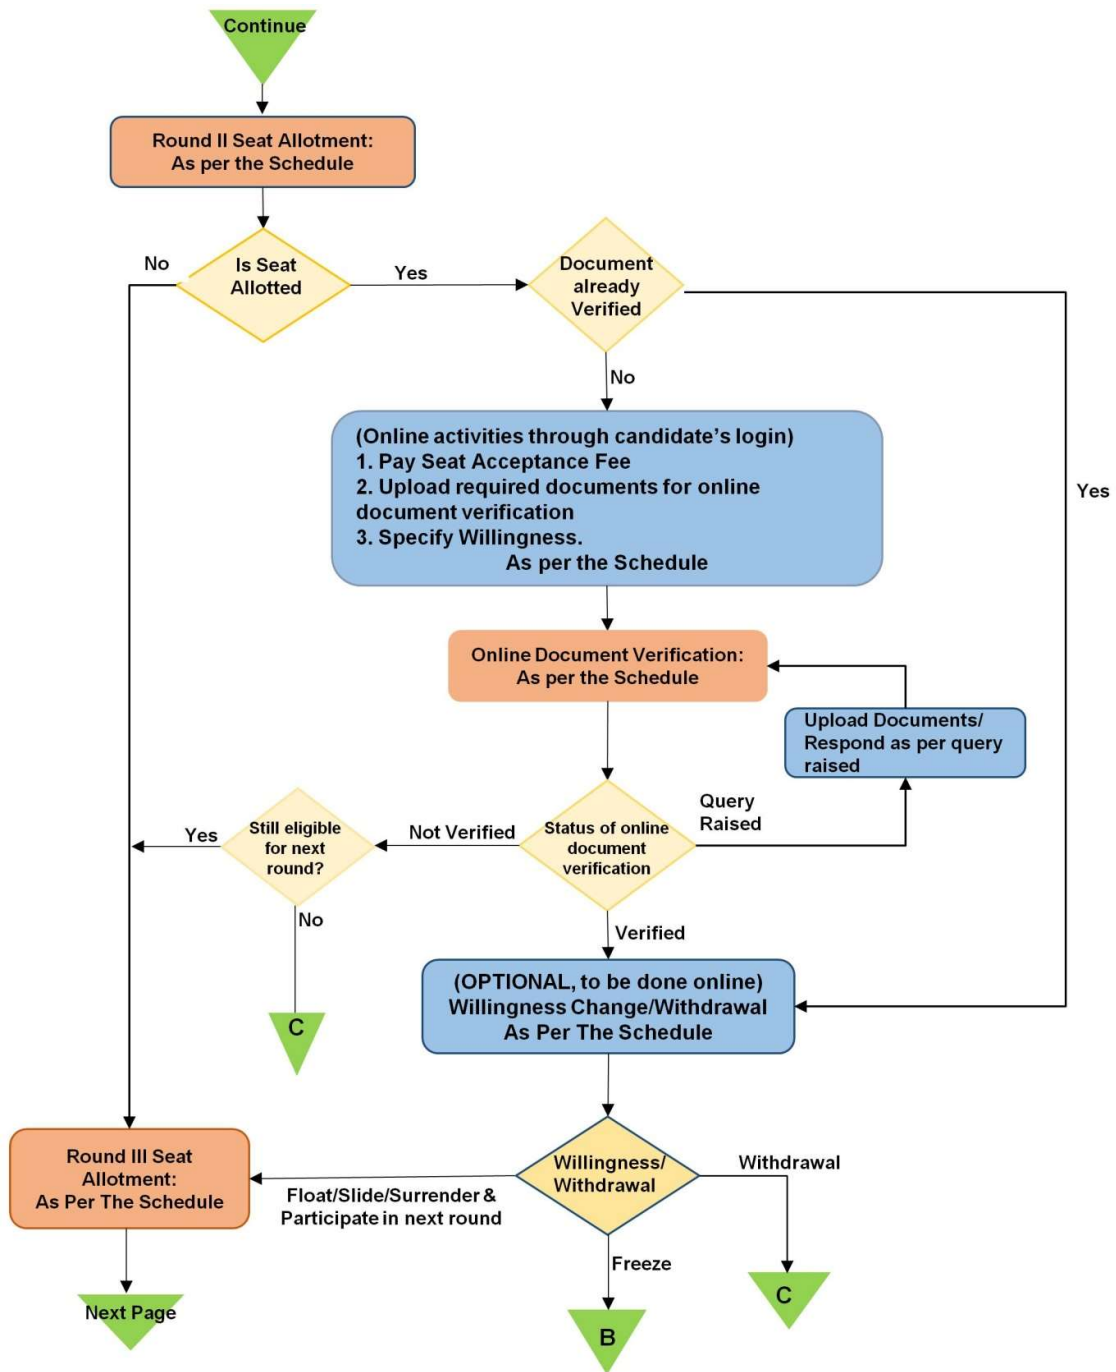 Continue
Round II Seat Allotment:
As per the Schedule
No
Is Seat
Allotted
Yes
Document
already
Verified
No
(Online activities through candidate’s login)
1. Pay Seat Acceptance Fee
2. Upload required documents for online
document verification
3. Specify Willingness.
As per the Schedule
Yes
Online Document Verification:
As per the Schedule
Upload Documents/
Respond as per query
raised
Query
Raised
Status of online
document
verification
Not Verified
Still eligible
for next
round?
Yes
No
C
Verified
(OPTIONAL, to be done online)
Willingness Change/Withdrawal
As Per The Schedule
Round III Seat
Allotment:
As Per The Schedule
Float/Slide/Surrender &
Participate in next round
Willingness/
Withdrawal
Withdrawal
Freeze
C
Next Page
B